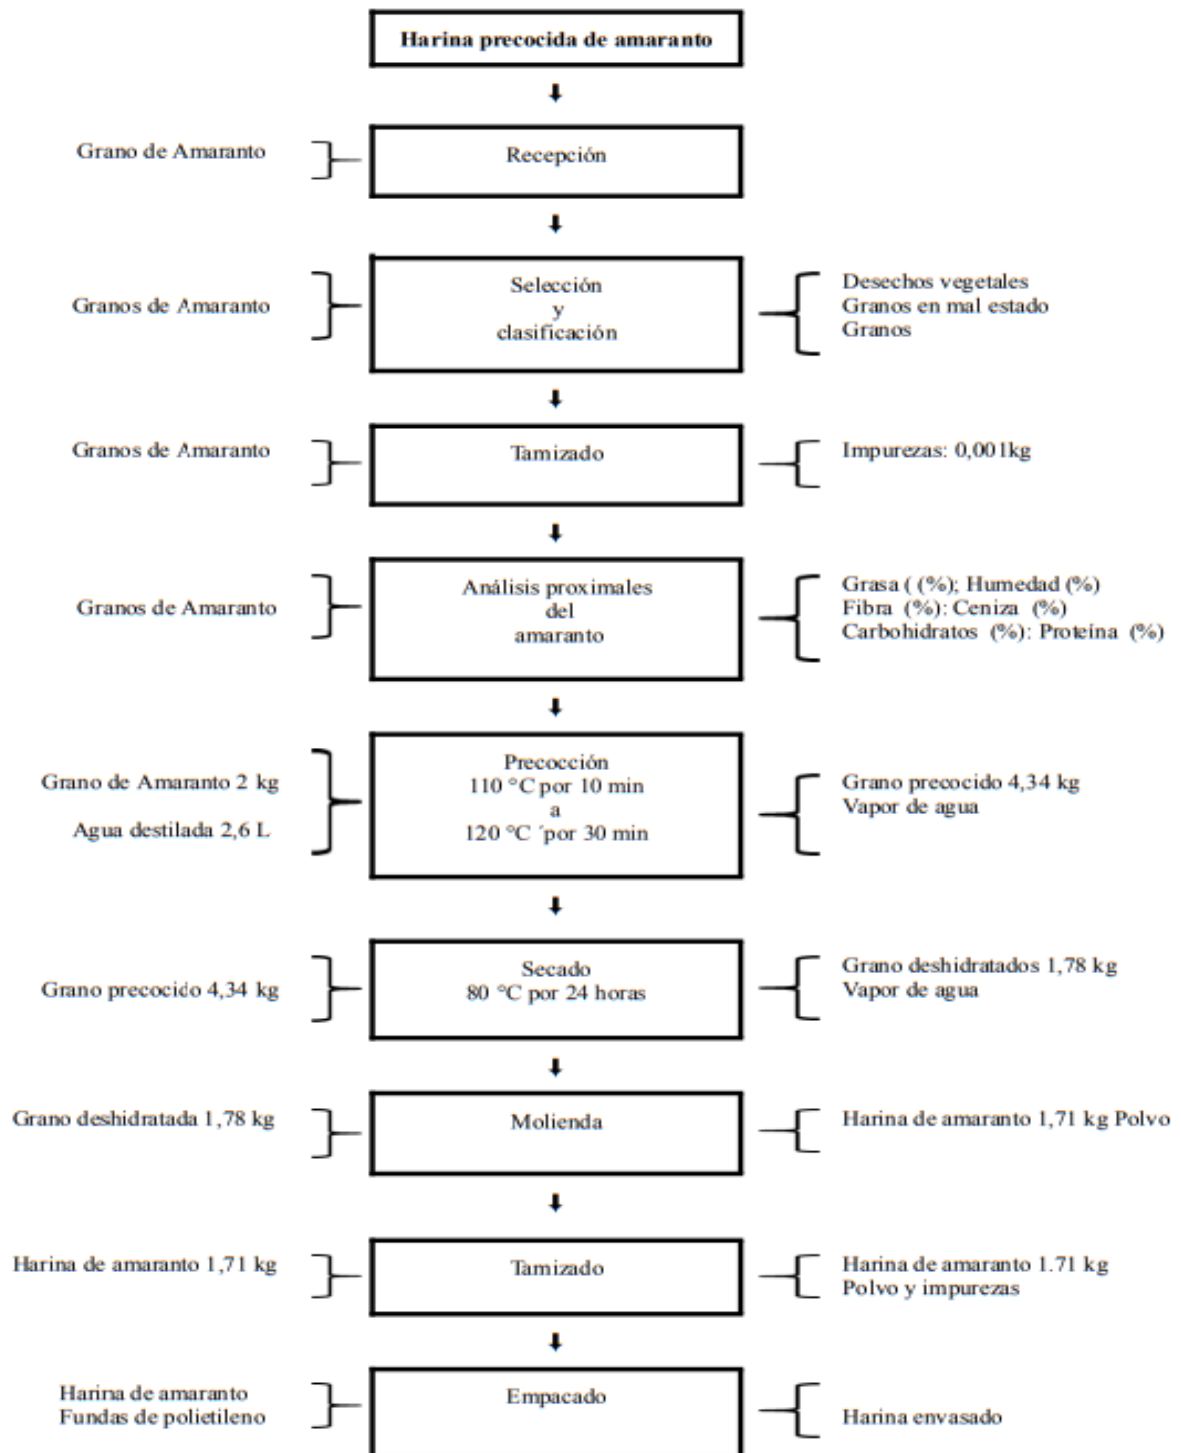 Harina precocida de amaranto
Grano de Amaranto
Recepción
Granos de Amaranto
Selección
y
clasificación
Desechos vegetales
Granos en mal estado
Granos
Granos de Amaranto
Tamizado
Impurezas: 0,001kg
Granos de Amaranto
Análisis proximales
del
amaranto
Grasa ( (%); Humedad (%)
Fibra (%): Ceniza (%)
Carbohidratos (%): Proteína (%)
Grano de Amaranto 2 kg
Agua destilada 2,6 L
Precocción
110 °C por 10 min
a
120 °C ´por 30 min
Grano precocido 4,34 kg
Vapor de agua
Grano precocido 4,34 kg
Secado
80 °C por 24 horas
Grano deshidratados 1,78 kg
Vapor de agua
Grano deshidratada 1,78 kg
Molienda
Harina de amaranto 1,71 kg Polvo
Harina de amaranto 1,71 kg
Tamizado
Harina de amaranto 1.71 kg
Polvo y impurezas
Harina de amaranto
Fundas de polietileno
Empacado
Harina envasado